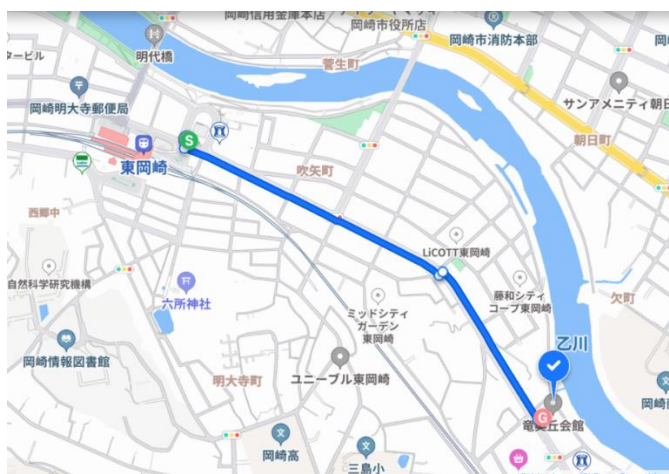 岡崎信用金庫本店
岡崎市役所
岡崎市消防本部
明代橋
菅生町
タービル
岡崎明大寺郵便局
サンアメニティ朝日
朝日町
S
東岡崎
吹矢町
西郷中
LiCOTT東岡崎
自然科学研究機構
六所神社
ミッドシティ
ガーデン
東岡崎
藤和シティ
コープ東岡崎
欠町
乙川
岡崎情報図書館
明大寺町
ユニーブル東岡崎
G
竜美丘会館
岡崎高
三島小
岡崎商